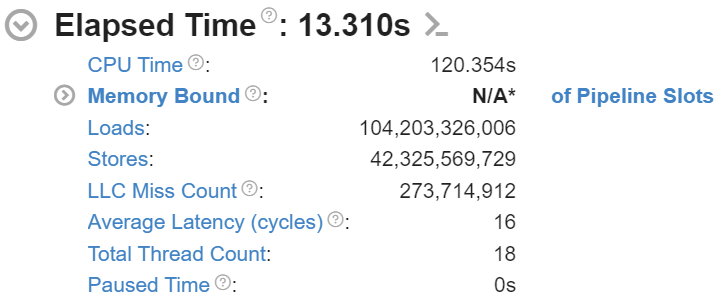 Elapsed Time ?: 13.310s >_
CPU Time ?: 120.354s
Memory Bound ?: N/A* of Pipeline Slots
Loads: 104,203,326,006
Stores: 42,325,569,729
LLC Miss Count ?: 273,714,912
Average Latency (cycles) ?: 16
Total Thread Count: 18
Paused Time ?: 0s